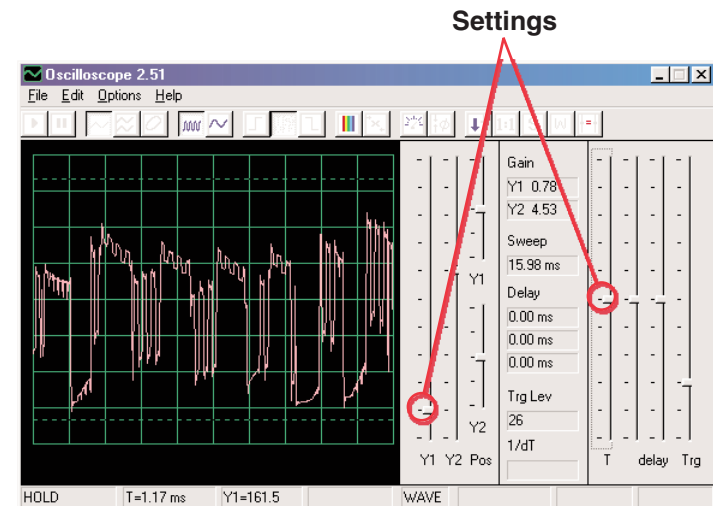 Settings
Oscilloscope 2.51
File Edit Options Help
Gain
Y1 0.78
Y2 4.53
Sweep
15.98 ms
Y1
Delay
0.00 ms
0.00 ms
0.00 ms
Trg Lev
26
Y2
1/dT
Y1 Y2 Pos
T delay Trg
HOLD T=1.17 ms Y1=161.5 WAVE